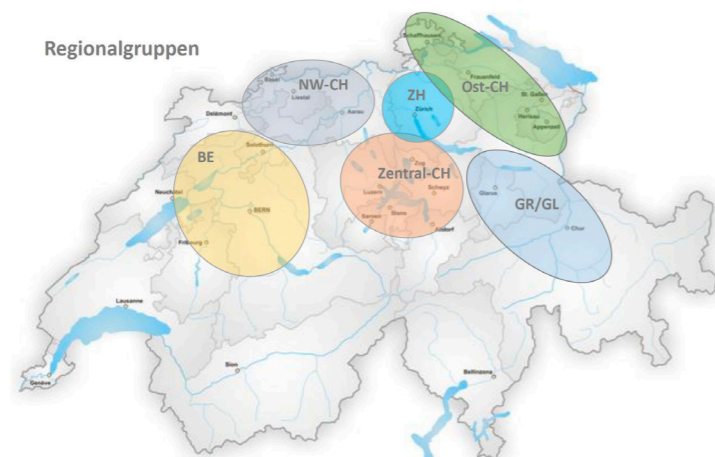 Regionalgruppen
Schaffhausen
Basel
NW-CH
Liestal
Aarau
Delémont
ZH
Zürich
Frauenfeld
Ost-CH
St. Gallen
Herisau
Appenzell
Solothurn
BE
Neuchâtel
BERN
Fribourg
Zug
Zentral-CH
Luzern
Schwyz
Sarnen
Stans
Altdorf
Glarus
GR/GL
Chur
Lausanne
Genève
Sion
Bellinzona